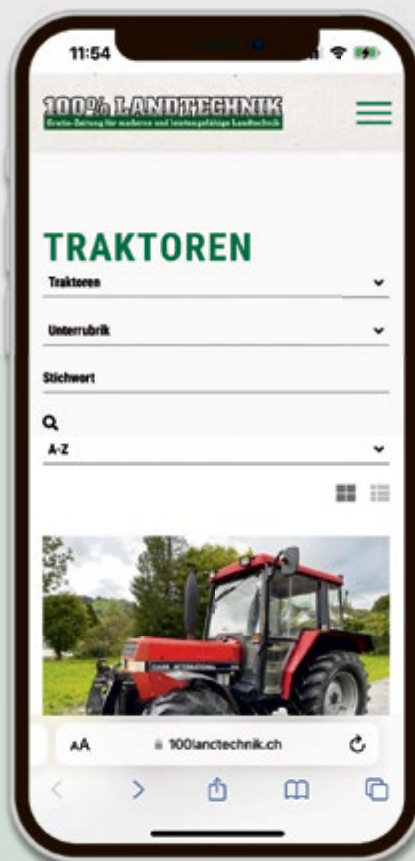 11:54
100% LANDTECHNIK
Gratis-Zeitung für moderne und leistungsfähige Landtechnik
TRAKTOREN
Traktoren
Unterrubrik
Stichwort
A-Z
CASE INTERNATIONAL
AA
100lanctechnik.ch